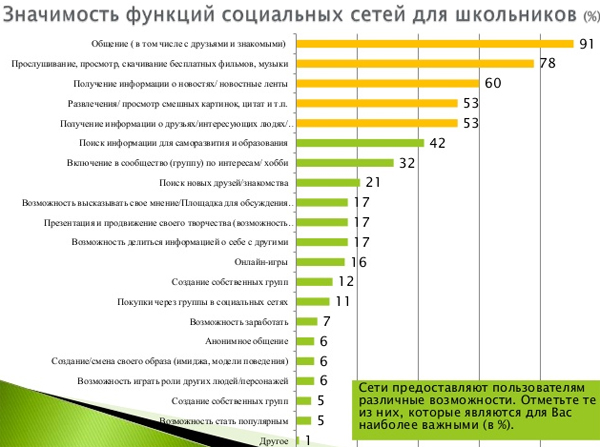 Значимость функций социальных сетей для школьников (%)
Общение ( в том числе с друзьями и знакомыми) 91
Прослушивание, просмотр, скачивание бесплатных фильмов, музыки 78
Получение информации о новостях/ новостные ленты 60
Развлечения/ просмотр смешных картинок, цитат и т.п. 53
Получение информации о друзьях/интересующих людях/… 53
Поиск информации для саморазвития и образования 42
Включение в сообщество (группу) по интересам/ хобби 32
Поиск новых друзей/знакомства 21
Возможность высказывать свое мнение/Площадка для обсуждения… 17
Презентация и продвижение своего творчества (возможность… 17
Возможность делиться информацией о себе с другими 17
Онлайн-игры 16
Создание собственных групп 12
Покупки через группы в социальных сетях 11
Возможность заработать 7
Анонимное общение 6
Создание/смена своего образа (имиджа, модели поведения) 6
Возможность играть роли других людей/персонажей 6
Создание собственных групп 5
Возможность стать популярным 5
Другое 1
Сети предоставляют пользователям
различные возможности. Отметьте те
из них, которые являются для Вас
наиболее важными (в %).